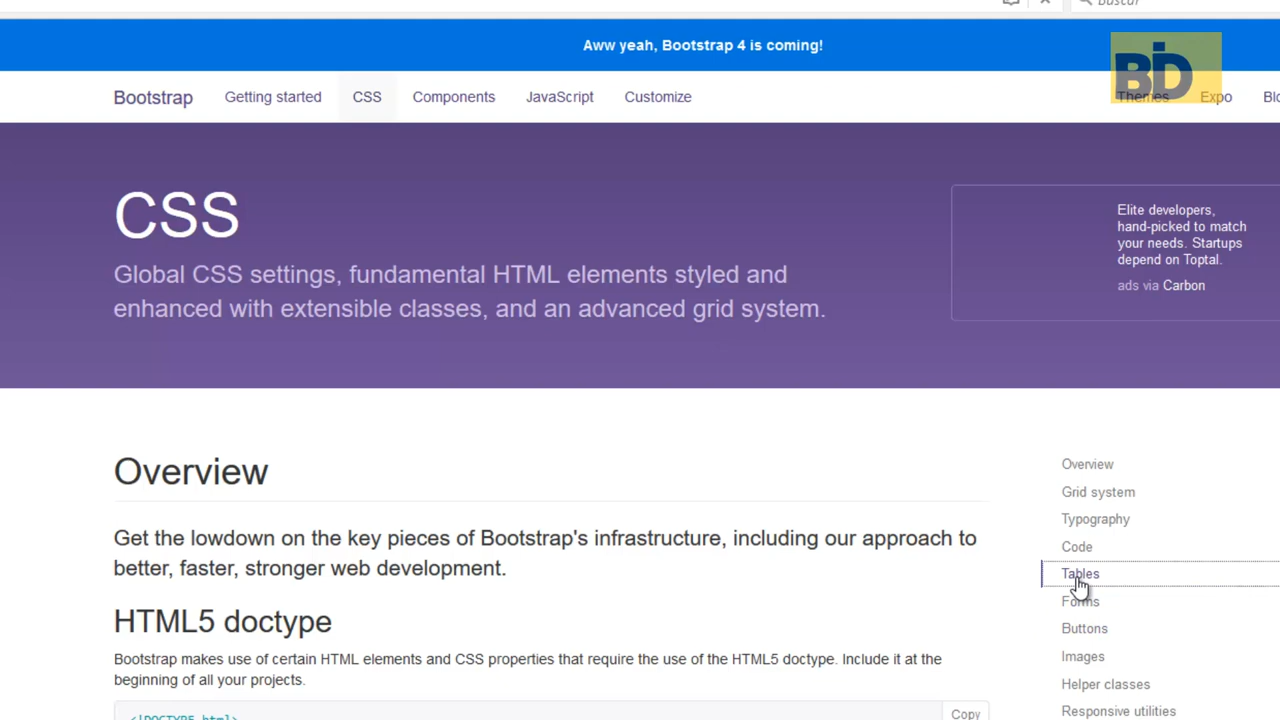 Buscar
Aww yeah, Bootstrap 4 is coming!
BID
Bootstrap Getting started CSS Components JavaScript Customize Themes Expo
CSS
Global CSS settings, fundamental HTML elements styled and
enhanced with extensible classes, and an advanced grid system.
Elite developers,
hand-picked to match
your needs. Startups
depend on Toptal.
ads via Carbon
Overview
Get the lowdown on the key pieces of Bootstrap's infrastructure, including our approach to
better, faster, stronger web development.
HTML5 doctype
Bootstrap makes use of certain HTML elements and CSS properties that require the use of the HTML5 doctype. Include it at the
beginning of all your projects.
<!DOCTYPE html>
Copy
Overview
Grid system
Typography
Code
Tables
Forms
Buttons
Images
Helper classes
Responsive utilities